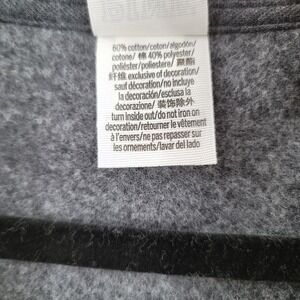 60% cotton/coton/algodón/
cotone/ 棉 40% polyester/
poliéster/poliestere/ 聚酯
纤维 exclusive of decoration/
sauf décoration/no incluye
la decoración/esclusa la
decorazione/ 装饰除外
turn inside out/do not iron on
decoration/retourner le vêtement
à l'envers/ne pas repasser sur
les ornements/lavar del lado